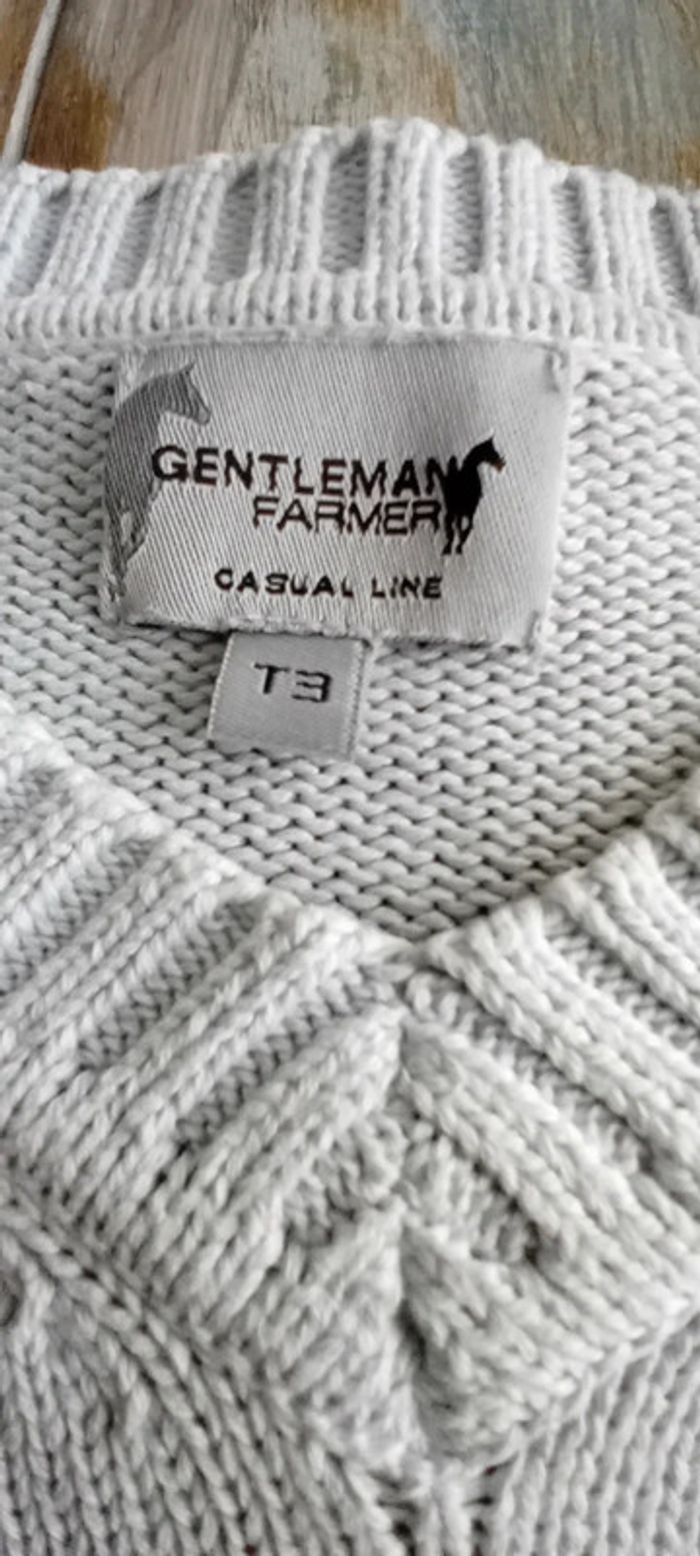 GENTLEMAN
FARMER
CASUAL LINE
T3